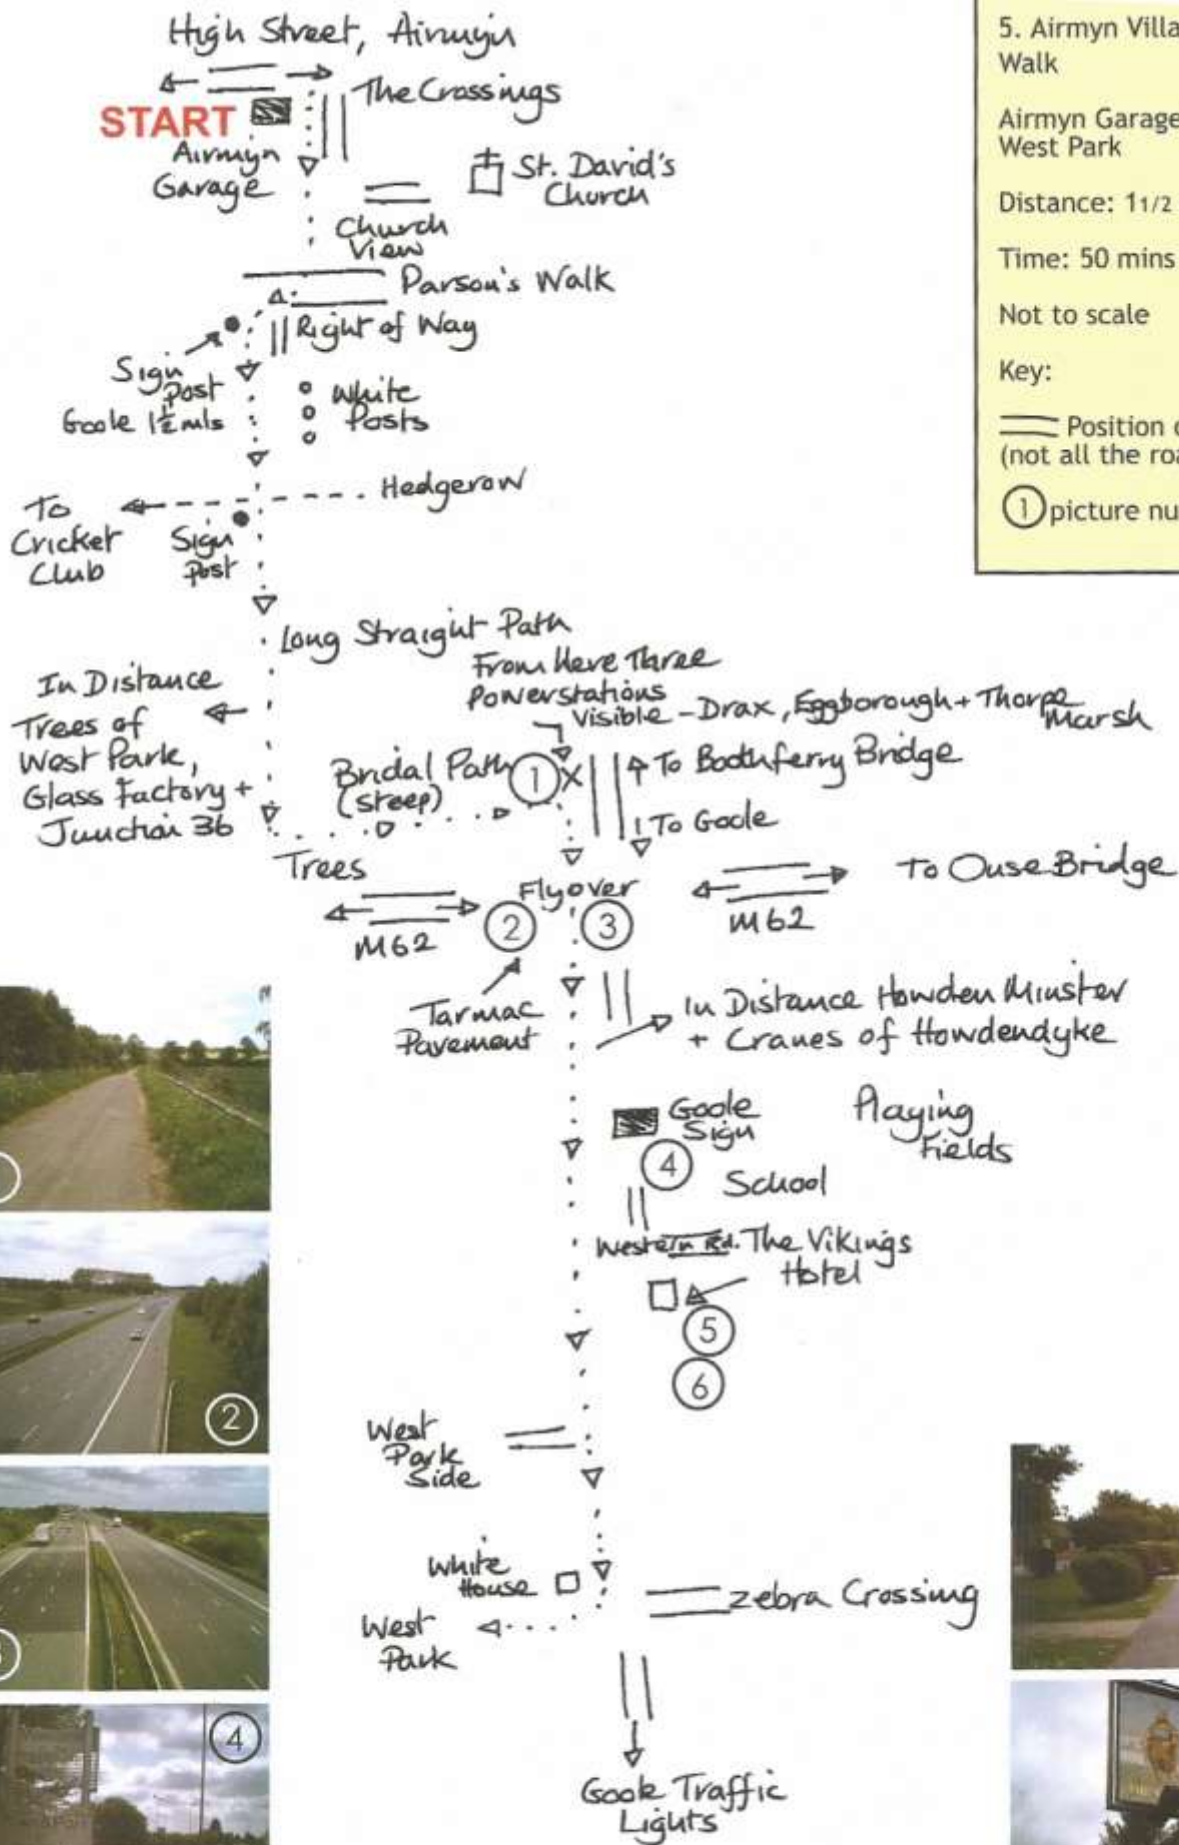 High Street, Airmyn
The Crossings
START
Airmyn
Garage
St. David's
Church
Church
View
Parson's Walk
Right of Way
Sign
Post
Goole 1½ mls
White
Posts
Hedgerow
To
Cricket
Club
Sign
Post
Long Straight Path
In Distance
Trees of
West Park,
Glass Factory +
Junction 36
From Here Three
Powerstations
Visible - Drax, Eggborough + Thorpe
Marsh
Bridal Path
(Steep)
1
X
To Boothferry Bridge
To Goole
Trees
Flyover
M62
2
3
M62
To Ouse Bridge
Tarmac
Pavement
In Distance Howden Minster
+ Cranes of Howdendyke
Goole
Sign
Playing
Fields
4
School
Western Rd.
The Vikings
Hotel
5
6
West
Park
Side
White
House
Zebra Crossing
West
Park
Goole Traffic
Lights
5. Airmyn Villa
Walk
Airmyn Garage
West Park
Distance: 11/2
Time: 50 mins
Not to scale
Key:
Position o
(not all the roa
1 picture nu
2
4